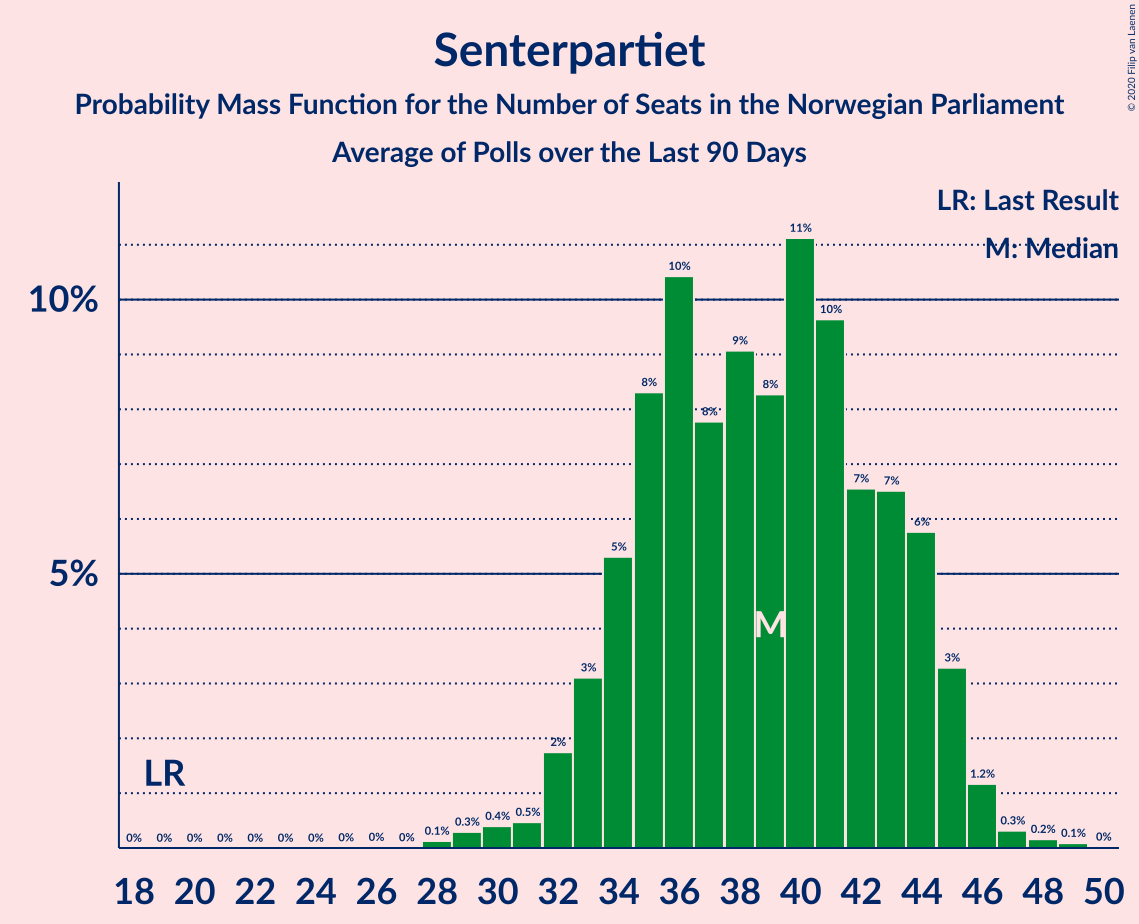 Senterpartiet
Probability Mass Function for the Number of Seats in the Norwegian Parliament
Average of Polls over the Last 90 Days
© 2020 Filip van Laenen
LR: Last Result
M: Median
10%
5%
LR
M
0% 0% 0% 0% 0% 0% 0% 0% 0% 0% 0.1% 0.3% 0.4% 0.5% 2% 3% 5% 8% 10% 8% 9% 8% 11% 10% 7% 7% 6% 3% 1.2% 0.3% 0.2% 0.1% 0%
18 20 22 24 26 28 30 32 34 36 38 40 42 44 46 48 50